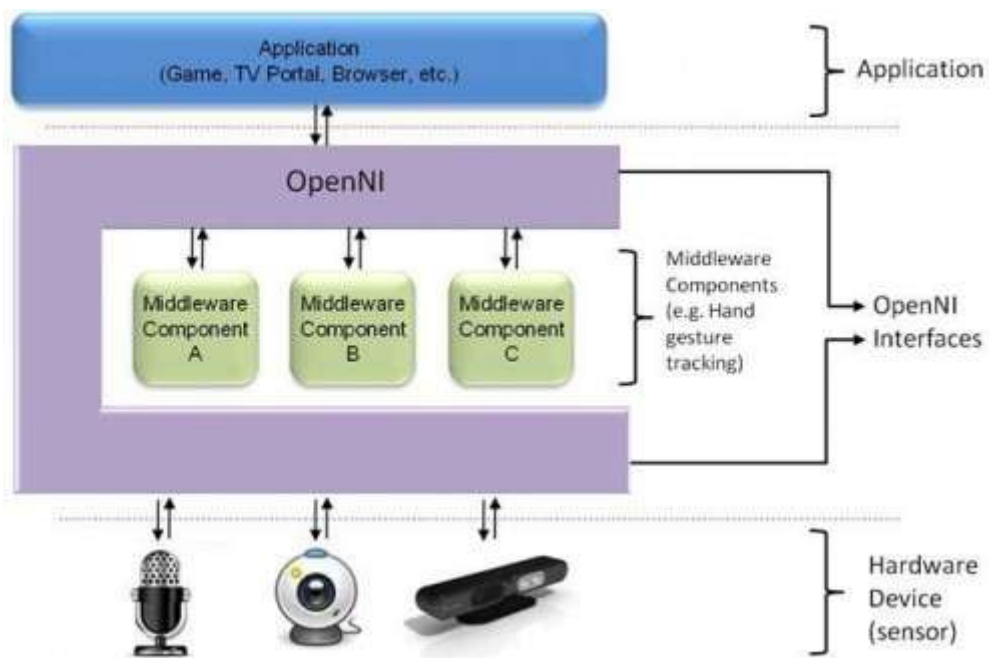 Application
(Game, TV Portal, Browser, etc.)
Application
OpenNI
Middleware
Component
A
Middleware
Component
B
Middleware
Component
C
Middleware
Components
(e.g. Hand
gesture
tracking)
OpenNI
Interfaces
Hardware
Device
(sensor)